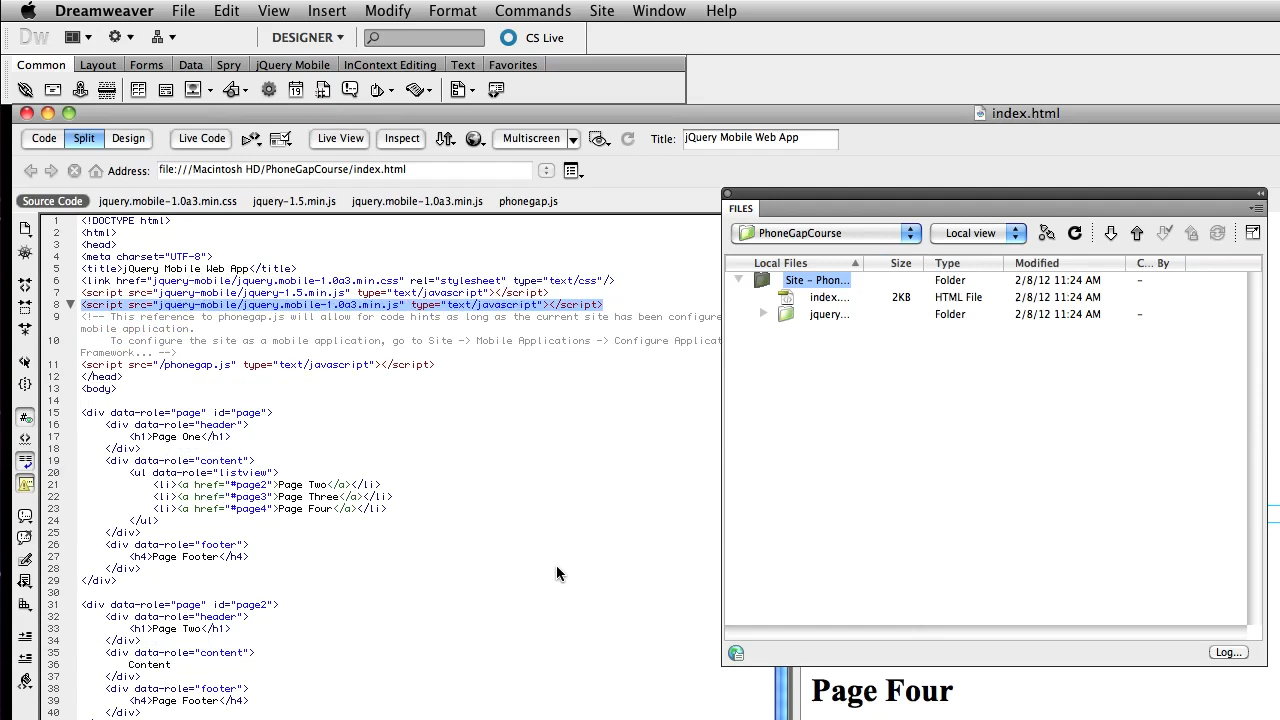 Dreamweaver File Edit View Insert Modify Format Commands Site Window Help
Dw DESIGNER CS Live
Common Layout Forms Data Spry jQuery Mobile InContext Editing Text Favorites
index.html
Code Split Design Live Code Live View Inspect Multiscreen Title: jQuery Mobile Web App
Address: file:///Macintosh HD/PhoneGapCourse/index.html
Source Code jquery.mobile-1.0a3.min.css jquery-1.5.min.js jquery.mobile-1.0a3.min.js phonegap.js
1 <!DOCTYPE html>
2 <html>
3 <head>
4 <meta charset="UTF-8">
5 <title>jQuery Mobile Web App</title>
6 <link href="jquery-mobile/jquery.mobile-1.0a3.min.css" rel="stylesheet" type="text/css"/>
7 <script src="jquery-mobile/jquery-1.5.min.js" type="text/javascript"></script>
8 <script src="jquery-mobile/jquery.mobile-1.0a3.min.js" type="text/javascript"></script>
9 <!-- This reference to phonegap.js will allow for code hints as long as the current site has been configure
mobile application.
10 To configure the site as a mobile application, go to Site -> Mobile Applications -> Configure Applicat
Framework... -->
11 <script src="/phonegap.js" type="text/javascript"></script>
12 </head>
13 <body>
14
15 <div data-role="page" id="page">
16 <div data-role="header">
17 <h1>Page One</h1>
18 </div>
19 <div data-role="content">
20 <ul data-role="listview">
21 <li><a href="#page2">Page Two</a></li>
22 <li><a href="#page3">Page Three</a></li>
23 <li><a href="#page4">Page Four</a></li>
24 </ul>
25 </div>
26 <div data-role="footer">
27 <h4>Page Footer</h4>
28 </div>
29 </div>
30
31 <div data-role="page" id="page2">
32 <div data-role="header">
33 <h1>Page Two</h1>
34 </div>
35 <div data-role="content">
36 Content
37 </div>
38 <div data-role="footer">
39 <h4>Page Footer</h4>
40 </div>
FILES
PhoneGapCourse Local view
Local Files Size Type Modified C... By
Site - Phon... Folder 2/8/12 11:24 AM -
index.... 2KB HTML File 2/8/12 11:24 AM
jquery... Folder 2/8/12 11:24 AM -
Log...
Page Four